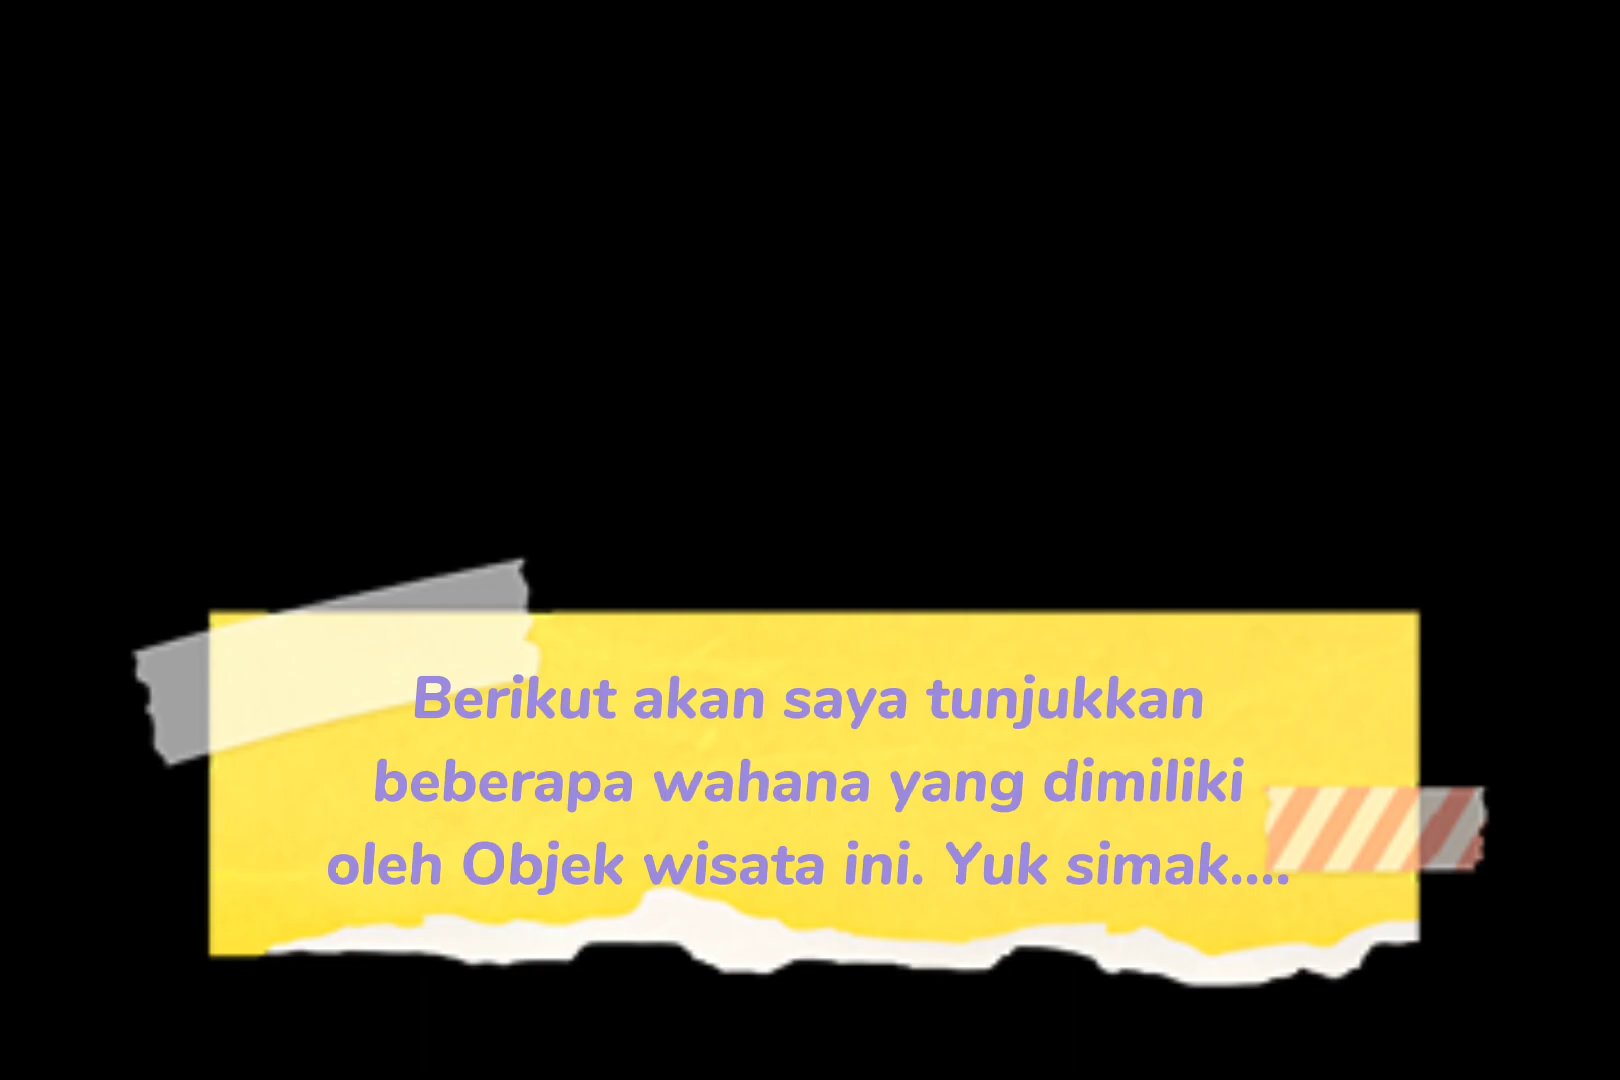 Berikut akan saya tunjukkan
beberapa wahana yang dimiliki
oleh Objek wisata ini. Yuk simak....